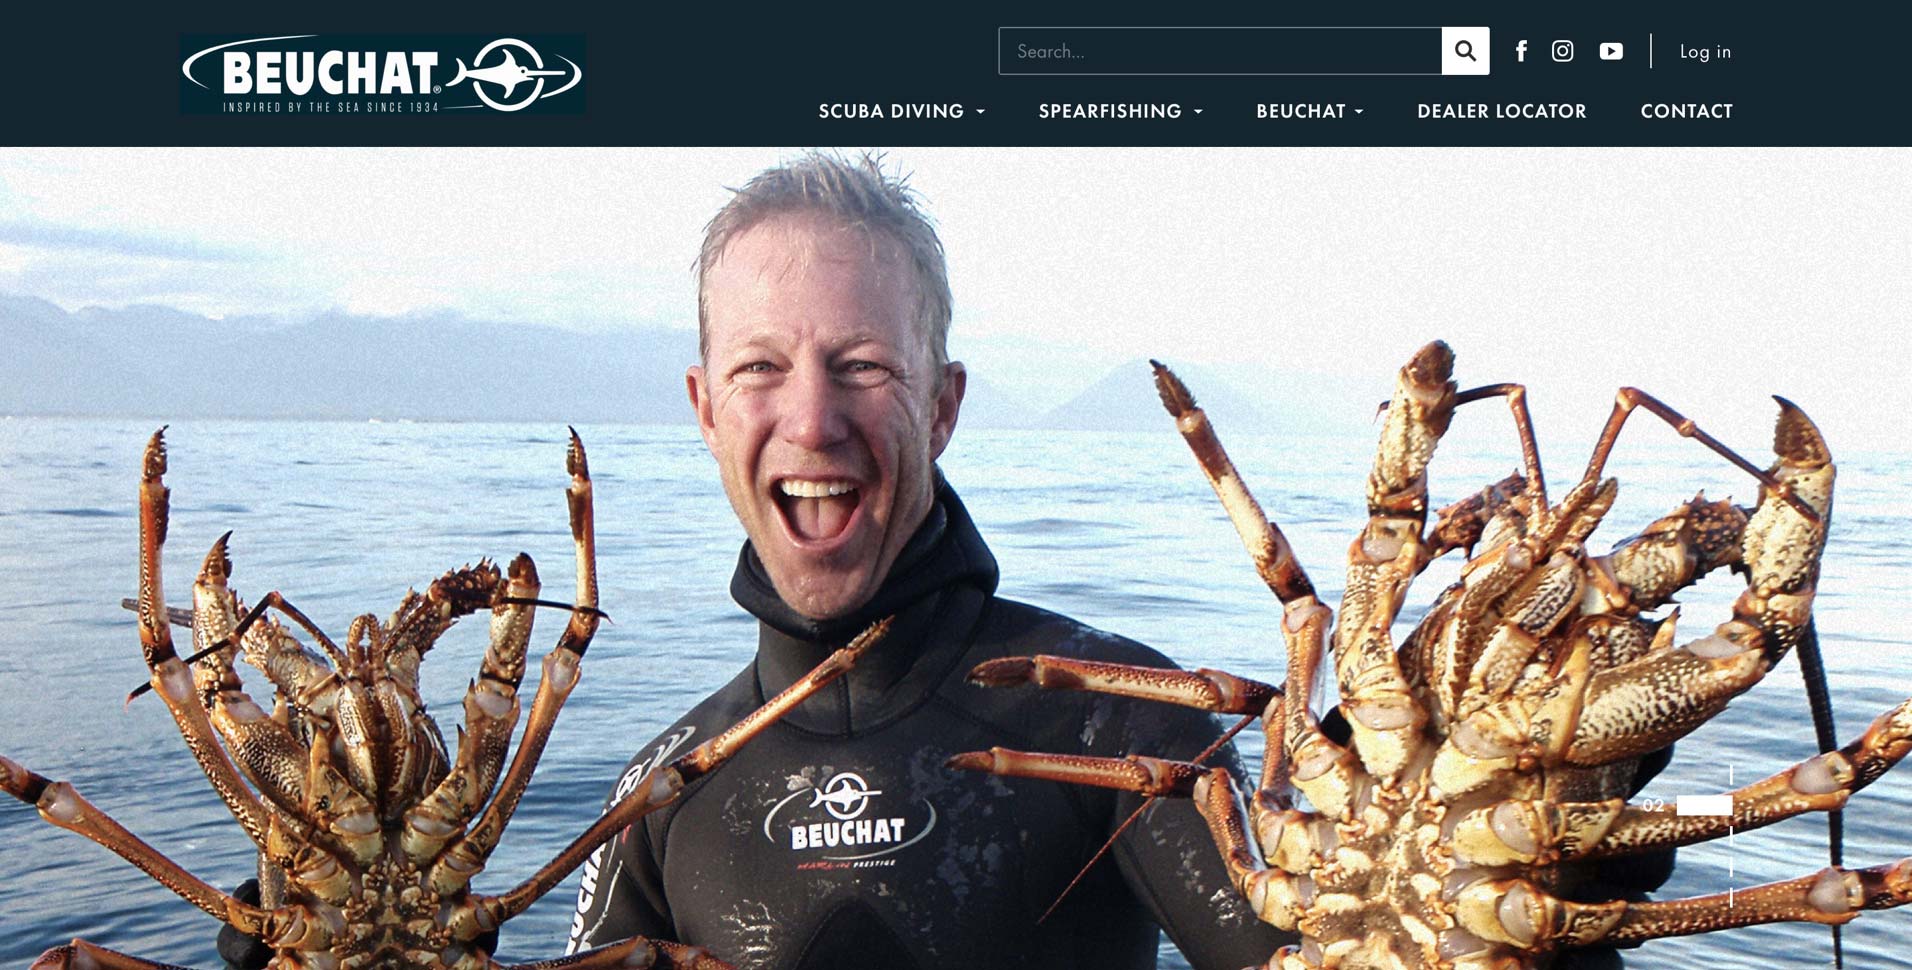 BEUCHAT®
INSPIRED BY THE SEA SINCE 1934
Search...
Log in
SCUBA DIVING
SPEARFISHING
BEUCHAT
DEALER LOCATOR
CONTACT
02
BEUCHAT
MARLIN PRESTIGE
BEUCHAT